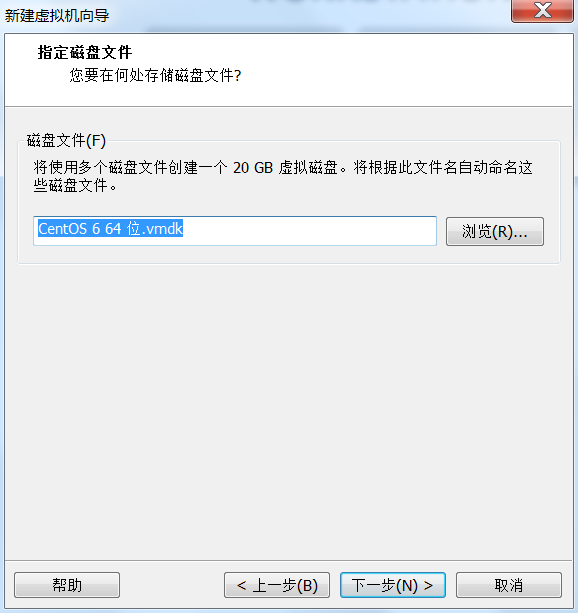 新建虚拟机向导
指定磁盘文件
您要在何处存储磁盘文件?
磁盘文件(F)
将使用多个磁盘文件创建一个 20 GB 虚拟磁盘。将根据此文件名自动命名这
些磁盘文件。
CentOS 6 64 位.vmdk
浏览(R)...
帮助
< 上一步(B)
下一步(N) >
取消